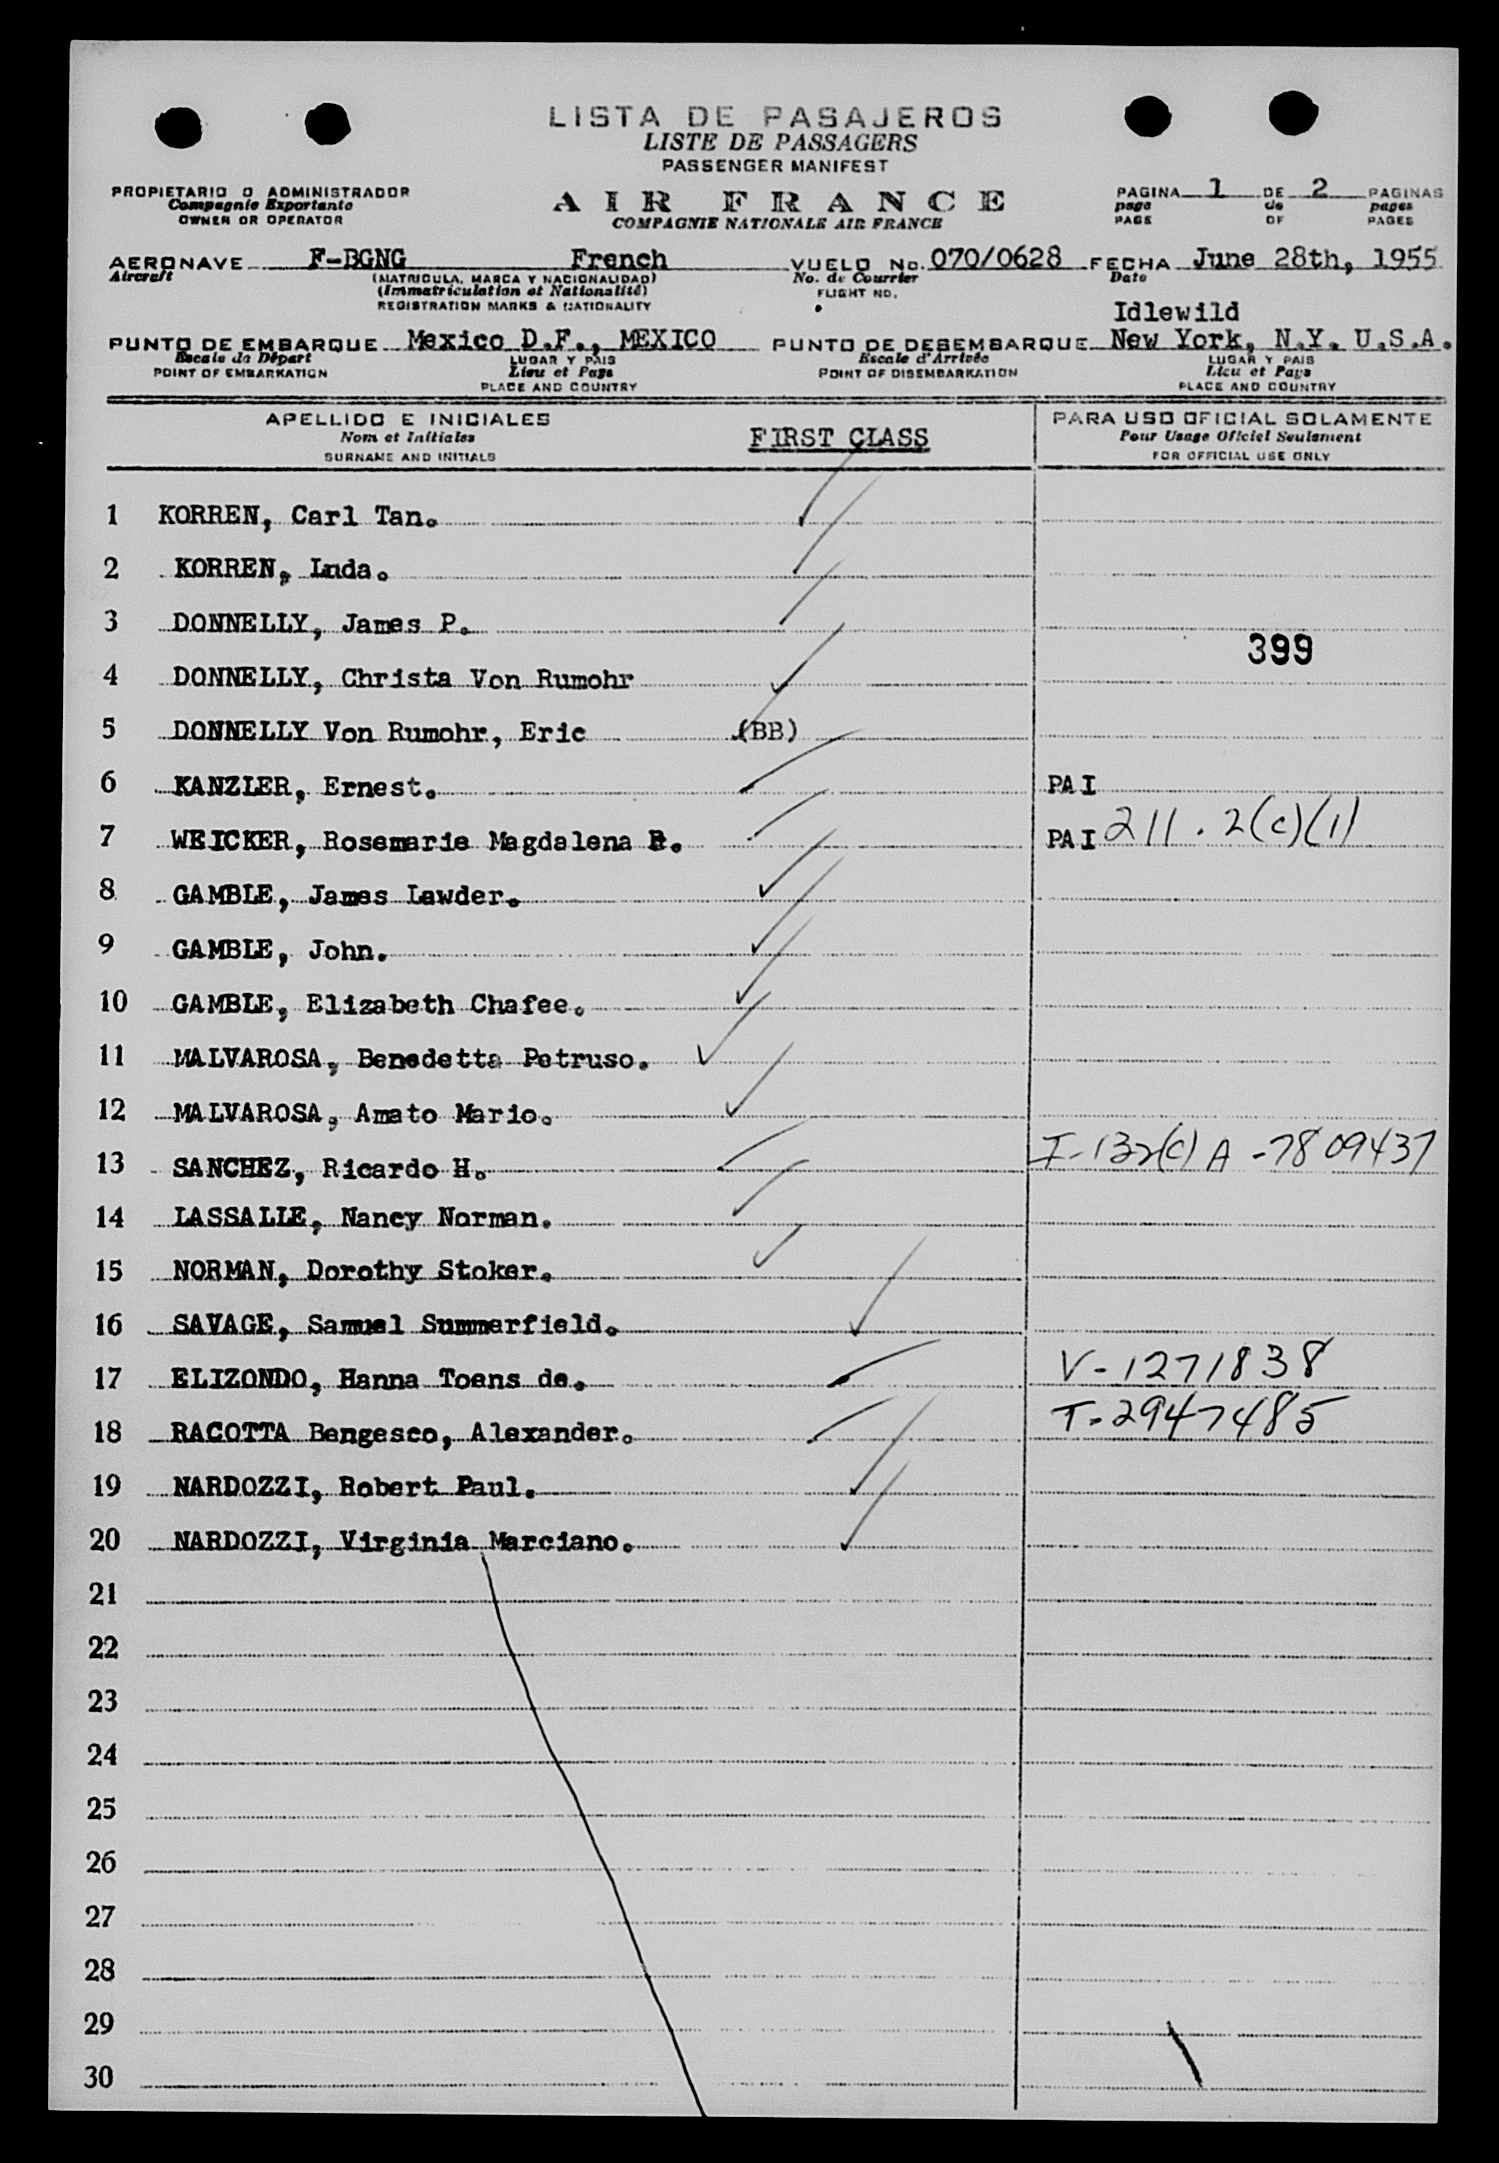 LISTA DE PASAJEROS
LISTE DE PASSAGERS
PASSENGER MANIFEST
PROPIETARIO O ADMINISTRADOR
Compagnie Exportante
OWNER OR OPERATOR
AIR FRANCE
COMPAGNIE NATIONALE AIR FRANCE
PAGINA 1 DE 2 PAGINAS
page de pages
PAGE OF PAGES
AERONAVE F-BGNG French VUELO No. 070/0628 FECHA June 28th, 1955
Aircraft (MATRICULA, MARCA Y NACIONALIDAD) No. de Courrier Date
(Immatriculation et Nationalité) FLIGHT NO.
REGISTRATION MARKS & NATIONALITY
Idlewild
PUNTO DE EMBARQUE Mexico D.F., MEXICO PUNTO DE DESEMBARQUE New York, N.Y. U.S.A.
Escale de Départ LUGAR Y PAIS Escale d'Arrivée LUGAR Y PAIS
POINT OF EMBARKATION Lieu et Pays POINT OF DISEMBARKATION Lieu et Pays
PLACE AND COUNTRY PLACE AND COUNTRY
APELLIDO E INICIALES PARA USO OFICIAL SOLAMENTE
Nom et Initiales FIRST CLASS Pour Usage Officiel Seulement
SURNAME AND INITIALS FOR OFFICIAL USE ONLY
1 KORREN, Carl Tan.
2 KORREN, Luda.
3 DONNELLY, James P.
399
4 DONNELLY, Christa Von Rumohr
5 DONNELLY Von Rumohr, Eric (BB)
6 KANZLER, Ernest. PAI
7 WEICKER, Rosemarie Magdalena B. PAI 211.2(c)(1)
8 GAMBLE, James Lawder.
9 GAMBLE, John.
10 GAMBLE, Elizabeth Chafee.
11 MALVAROSA, Benedetta Petruso.
12 MALVAROSA, Amato Mario.
13 SANCHEZ, Ricardo H. I-132(c) A-7809437
14 LASSALLE, Nancy Norman.
15 NORMAN, Dorothy Stoker.
16 SAVAGE, Samuel Summerfield.
17 ELIZONDO, Hanna Toens de. V-1271838
18 RACOTTA Bengesco, Alexander. T-2947485
19 NARDOZZI, Robert Paul.
20 NARDOZZI, Virginia Marciano.
21
22
23
24
25
26
27
28
29
30